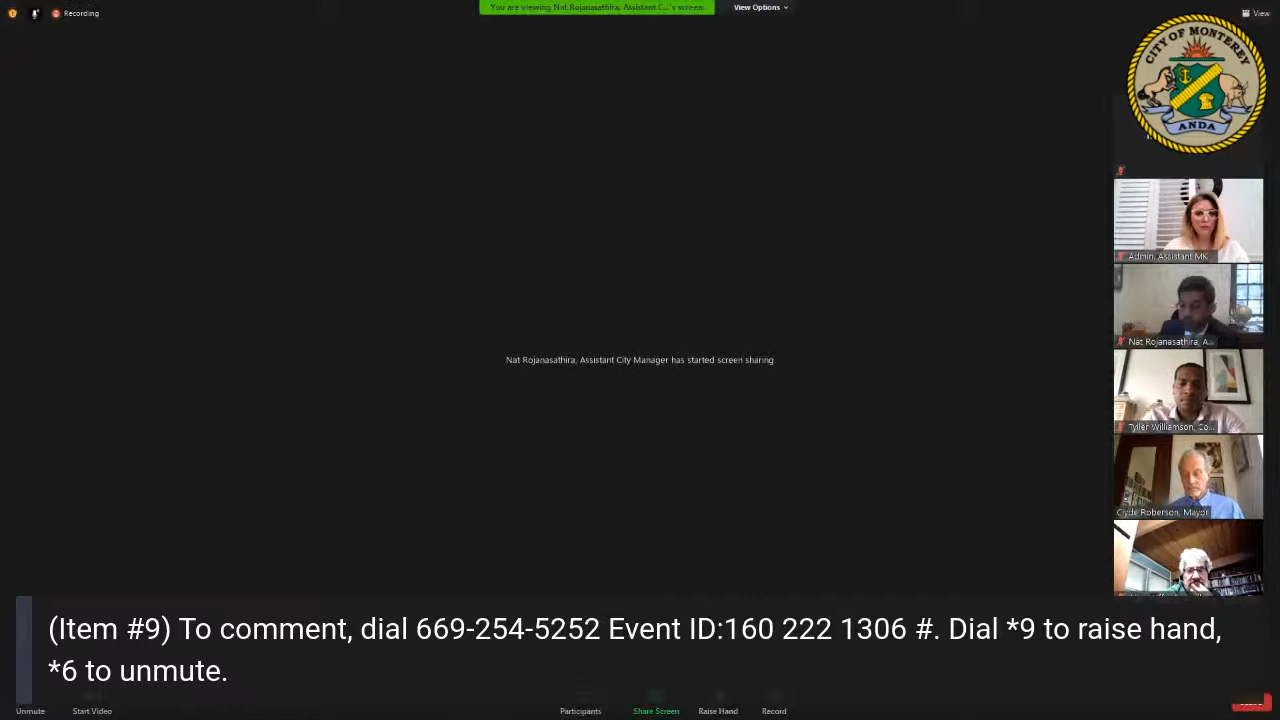 Recording
You are viewing Nat Rojanasathira, Assistant C...'s screen
View Options
View
CITY OF MONTEREY
ANDA
Admin, Assistant MK
Nat Rojanasathira, A...
Nat Rojanasathira, Assistant City Manager has started screen sharing
Tyller Williamson, Co...
Clyde Roberson, Mayor
(Item #9) To comment, dial 669-254-5252 Event ID:160 222 1306 #. Dial *9 to raise hand,
*6 to unmute.
Unmute
Start Video
Participants
Share Screen
Raise Hand
Record